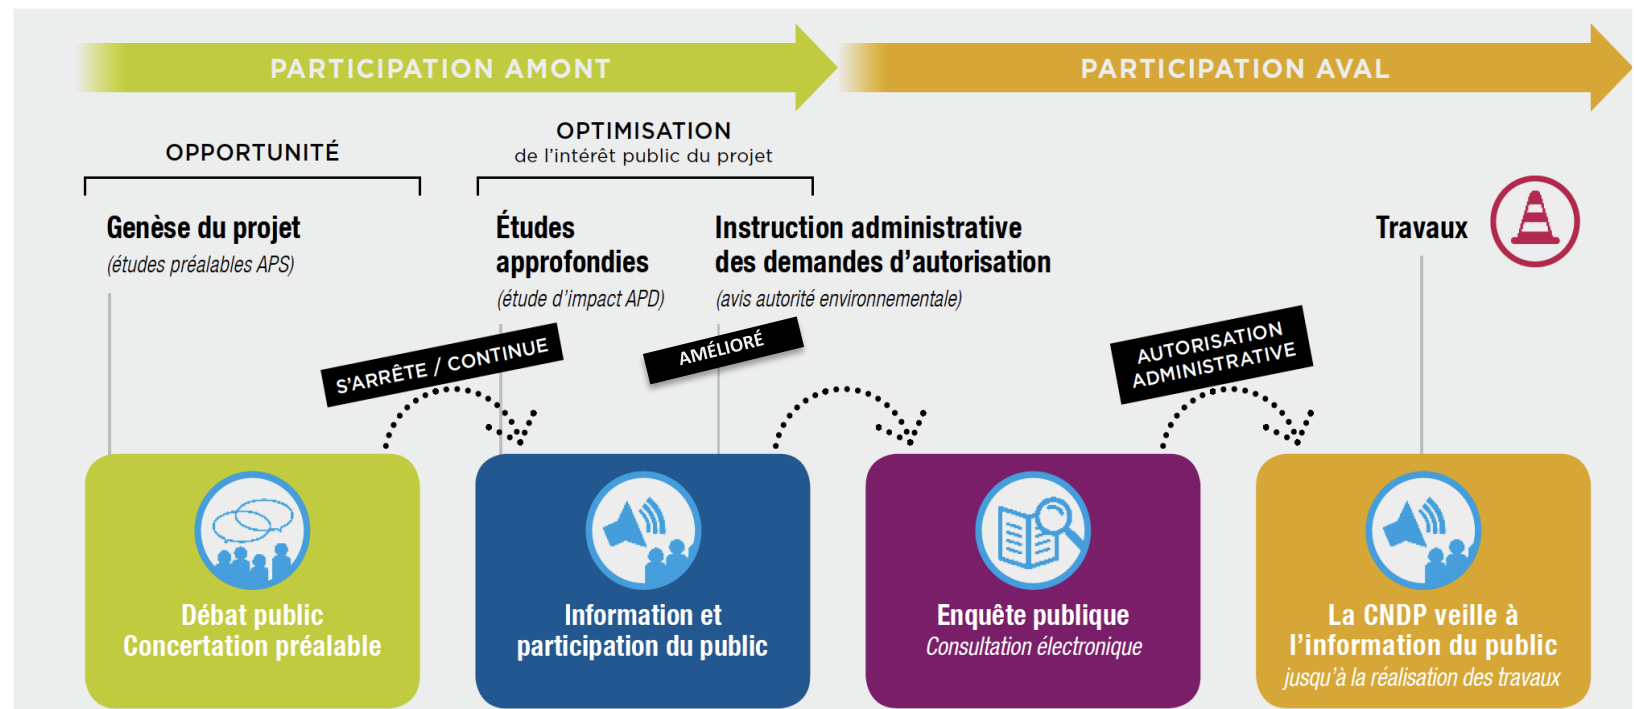 PARTICIPATION AMONT
PARTICIPATION AVAL
OPPORTUNITÉ
OPTIMISATION
de l'intérêt public du projet
Genèse du projet
(études préalables APS)
Études
approfondies
(étude d'impact APD)
Instruction administrative
des demandes d'autorisation
(avis autorité environnementale)
Travaux
S'ARRÊTE / CONTINUE
AMÉLIORÉ
AUTORISATION
ADMINISTRATIVE
Débat public
Concertation préalable
Information et
participation du public
Enquête publique
Consultation électronique
La CNDP veille à
l'information du public
jusqu'à la réalisation des travaux